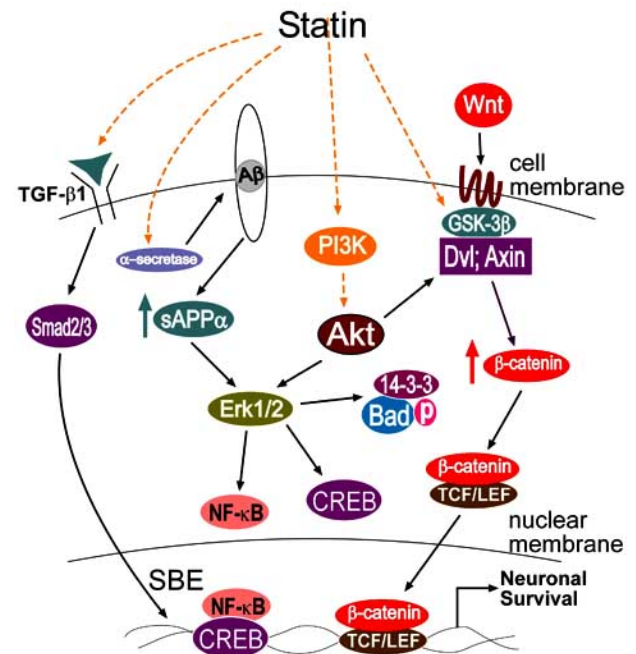 Statin
Wnt
cell
membrane
Aβ
TGF-β1
GSK-3β
Dvl; Axin
PI3K
α-secretase
sAPPα
Smad2/3
Akt
β-catenin
14-3-3
Bad
p
Erk1/2
β-catenin
TCF/LEF
NF-κB
CREB
nuclear
membrane
SBE
Neuronal
Survival
NF-κB
CREB
β-catenin
TCF/LEF